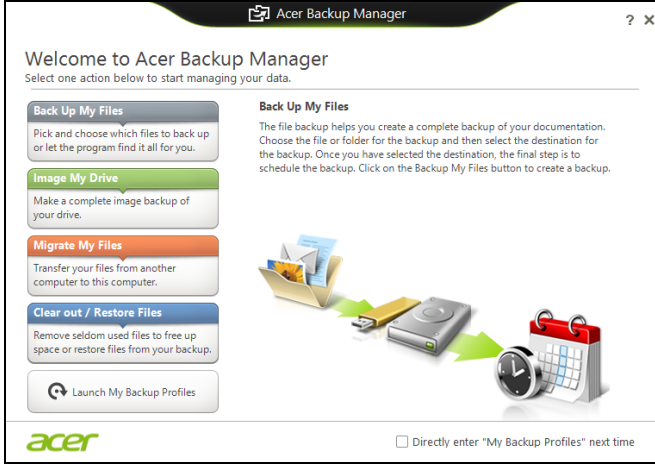 Acer Backup Manager
? X
Welcome to Acer Backup Manager
Select one action below to start managing your data.
Back Up My Files
Pick and choose which files to back up
or let the program find it all for you.
Image My Drive
Make a complete image backup of
your drive.
Migrate My Files
Transfer your files from another
computer to this computer.
Clear out / Restore Files
Remove seldom used files to free up
space or restore files from your backup.
Launch My Backup Profiles
Back Up My Files
The file backup helps you create a complete backup of your documentation.
Choose the file or folder for the backup and then select the destination for
the backup. Once you have selected the destination, the final step is to
schedule the backup. Click on the Backup My Files button to create a backup.
acer
Directly enter "My Backup Profiles" next time